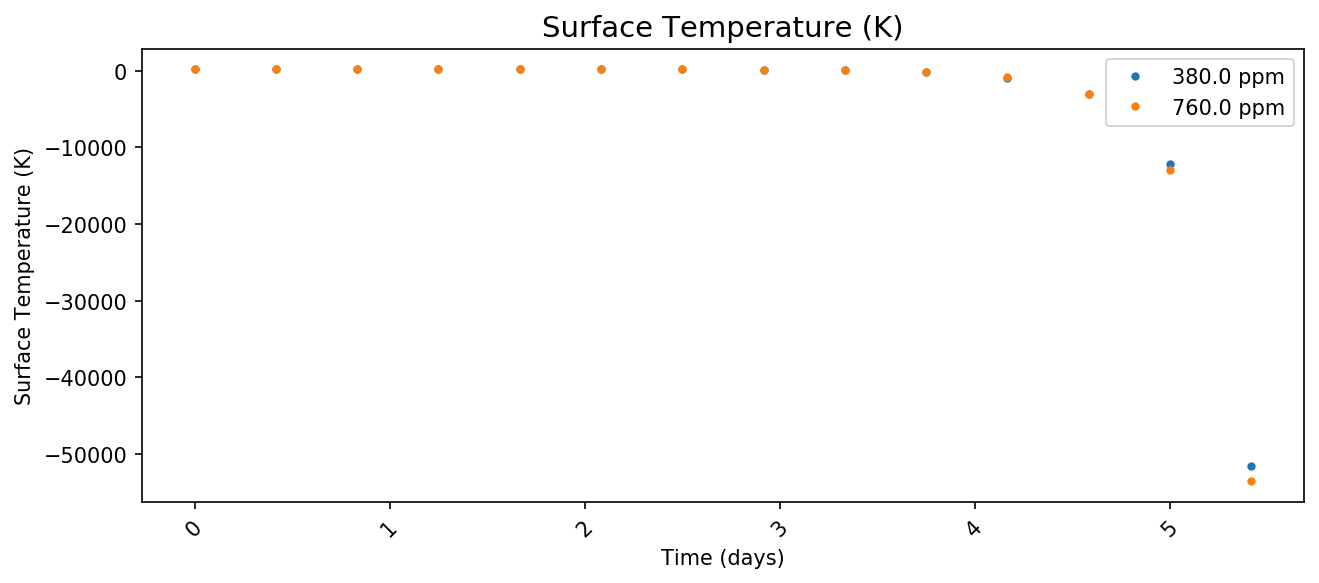 Surface Temperature (K)
380.0 ppm
760.0 ppm
Surface Temperature (K)
0
−10000
−20000
−30000
−40000
−50000
0
1
2
3
4
5
Time (days)